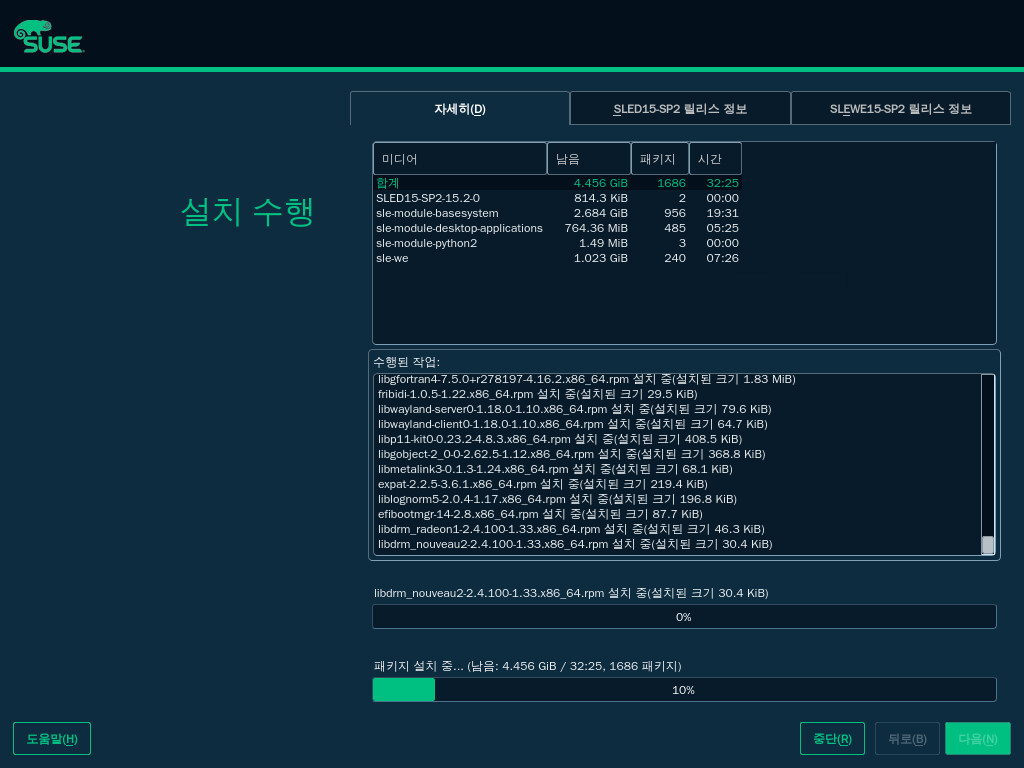 SUSE
자세히(D)
SLED15-SP2 릴리스 정보
SLEWE15-SP2 릴리스 정보
설치 수행
미디어 남음 패키지 시간
합계 4.456 GiB 1686 32:25
SLED15-SP2-15.2-0 814.3 KiB 2 00:00
sle-module-basesystem 2.684 GiB 956 19:31
sle-module-desktop-applications 764.36 MiB 485 05:25
sle-module-python2 1.49 MiB 3 00:00
sle-we 1.023 GiB 240 07:26
수행된 작업:
libgfortran4-7.5.0+r278197-4.16.2.x86_64.rpm 설치 중(설치된 크기 1.83 MiB)
fribidi-1.0.5-1.22.x86_64.rpm 설치 중(설치된 크기 29.5 KiB)
libwayland-server0-1.18.0-1.10.x86_64.rpm 설치 중(설치된 크기 79.6 KiB)
libwayland-client0-1.18.0-1.10.x86_64.rpm 설치 중(설치된 크기 64.7 KiB)
libp11-kit0-0.23.2-4.8.3.x86_64.rpm 설치 중(설치된 크기 408.5 KiB)
libgobject-2_0-0-2.62.5-1.12.x86_64.rpm 설치 중(설치된 크기 368.8 KiB)
libmetalink3-0.1.3-1.24.x86_64.rpm 설치 중(설치된 크기 68.1 KiB)
expat-2.2.5-3.6.1.x86_64.rpm 설치 중(설치된 크기 219.4 KiB)
liblognorm5-2.0.4-1.17.x86_64.rpm 설치 중(설치된 크기 196.8 KiB)
efibootmgr-14-2.8.x86_64.rpm 설치 중(설치된 크기 87.7 KiB)
libdrm_radeon1-2.4.100-1.33.x86_64.rpm 설치 중(설치된 크기 46.3 KiB)
libdrm_nouveau2-2.4.100-1.33.x86_64.rpm 설치 중(설치된 크기 30.4 KiB)
libdrm_nouveau2-2.4.100-1.33.x86_64.rpm 설치 중(설치된 크기 30.4 KiB)
0%
패키지 설치 중... (남음: 4.456 GiB / 32:25, 1686 패키지)
10%
도움말(H)
중단(R)
뒤로(B)
다음(N)